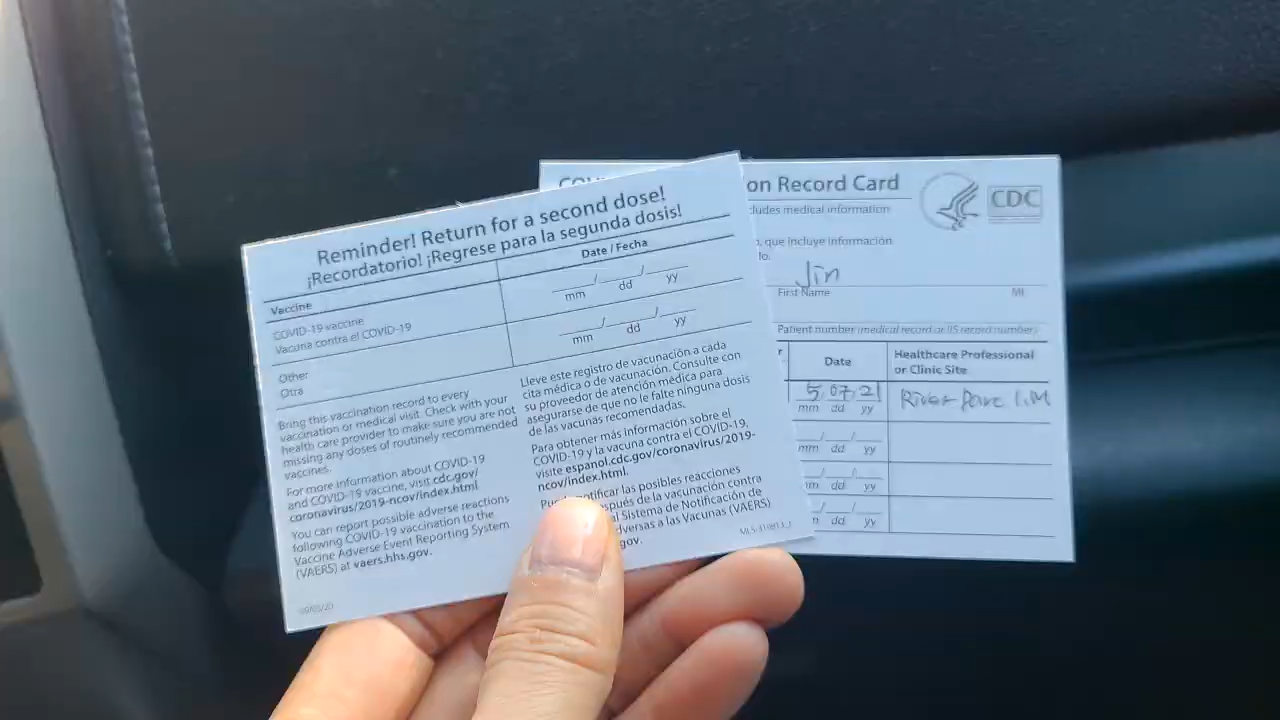 Reminder! Return for a second dose!
¡Recordatorio! ¡Regrese para la segunda dosis!
Vaccine
Date / Fecha
COVID-19 vaccine
Vacuna contra el COVID-19
mm dd yy
Other
Otra
mm dd yy
Bring this vaccination record to every
vaccination or medical visit. Check with your
health care provider to make sure you are not
missing any doses of routinely recommended
vaccines.
For more information about COVID-19
and COVID-19 vaccine, visit cdc.gov/
coronavirus/2019-ncov/index.html
You can report possible adverse reactions
following COVID-19 vaccination to the
Vaccine Adverse Event Reporting System
(VAERS) at vaers.hhs.gov.
Lleve este registro de vacunación a cada
cita médica o de vacunación. Consulte con
su proveedor de atención médica para
asegurarse de que no le falte ninguna dosis
de las vacunas recomendadas.
Para obtener más información sobre el
COVID-19 y la vacuna contra el COVID-19,
visite espanol.cdc.gov/coronavirus/2019-
ncov/index.html.
las posibles reacciones
después de la vacunación contra
Sistema de Notificación de
adversas a las Vacunas (VAERS)
gov.
on Record Card
CDC
medical information
que incluye información
Jin
First Name
MI
Patient number (medical record or IIS record number)
Date
Healthcare Professional
or Clinic Site
5,07,21
River
mm dd yy
mm dd yy
mm dd yy
mm dd yy